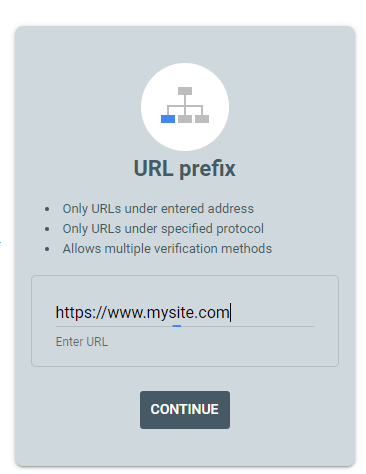 URL prefix
Only URLs under entered address
Only URLs under specified protocol
Allows multiple verification methods
https://www.mysite.com
Enter URL
CONTINUE